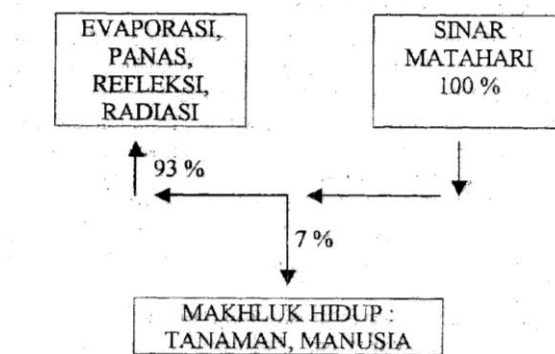 EVAPORASI,
PANAS,
REFLEKSI,
RADIASI
SINAR
MATAHARI
100 %
93 %
7 %
MAKHLUK HIDUP :
TANAMAN, MANUSIA